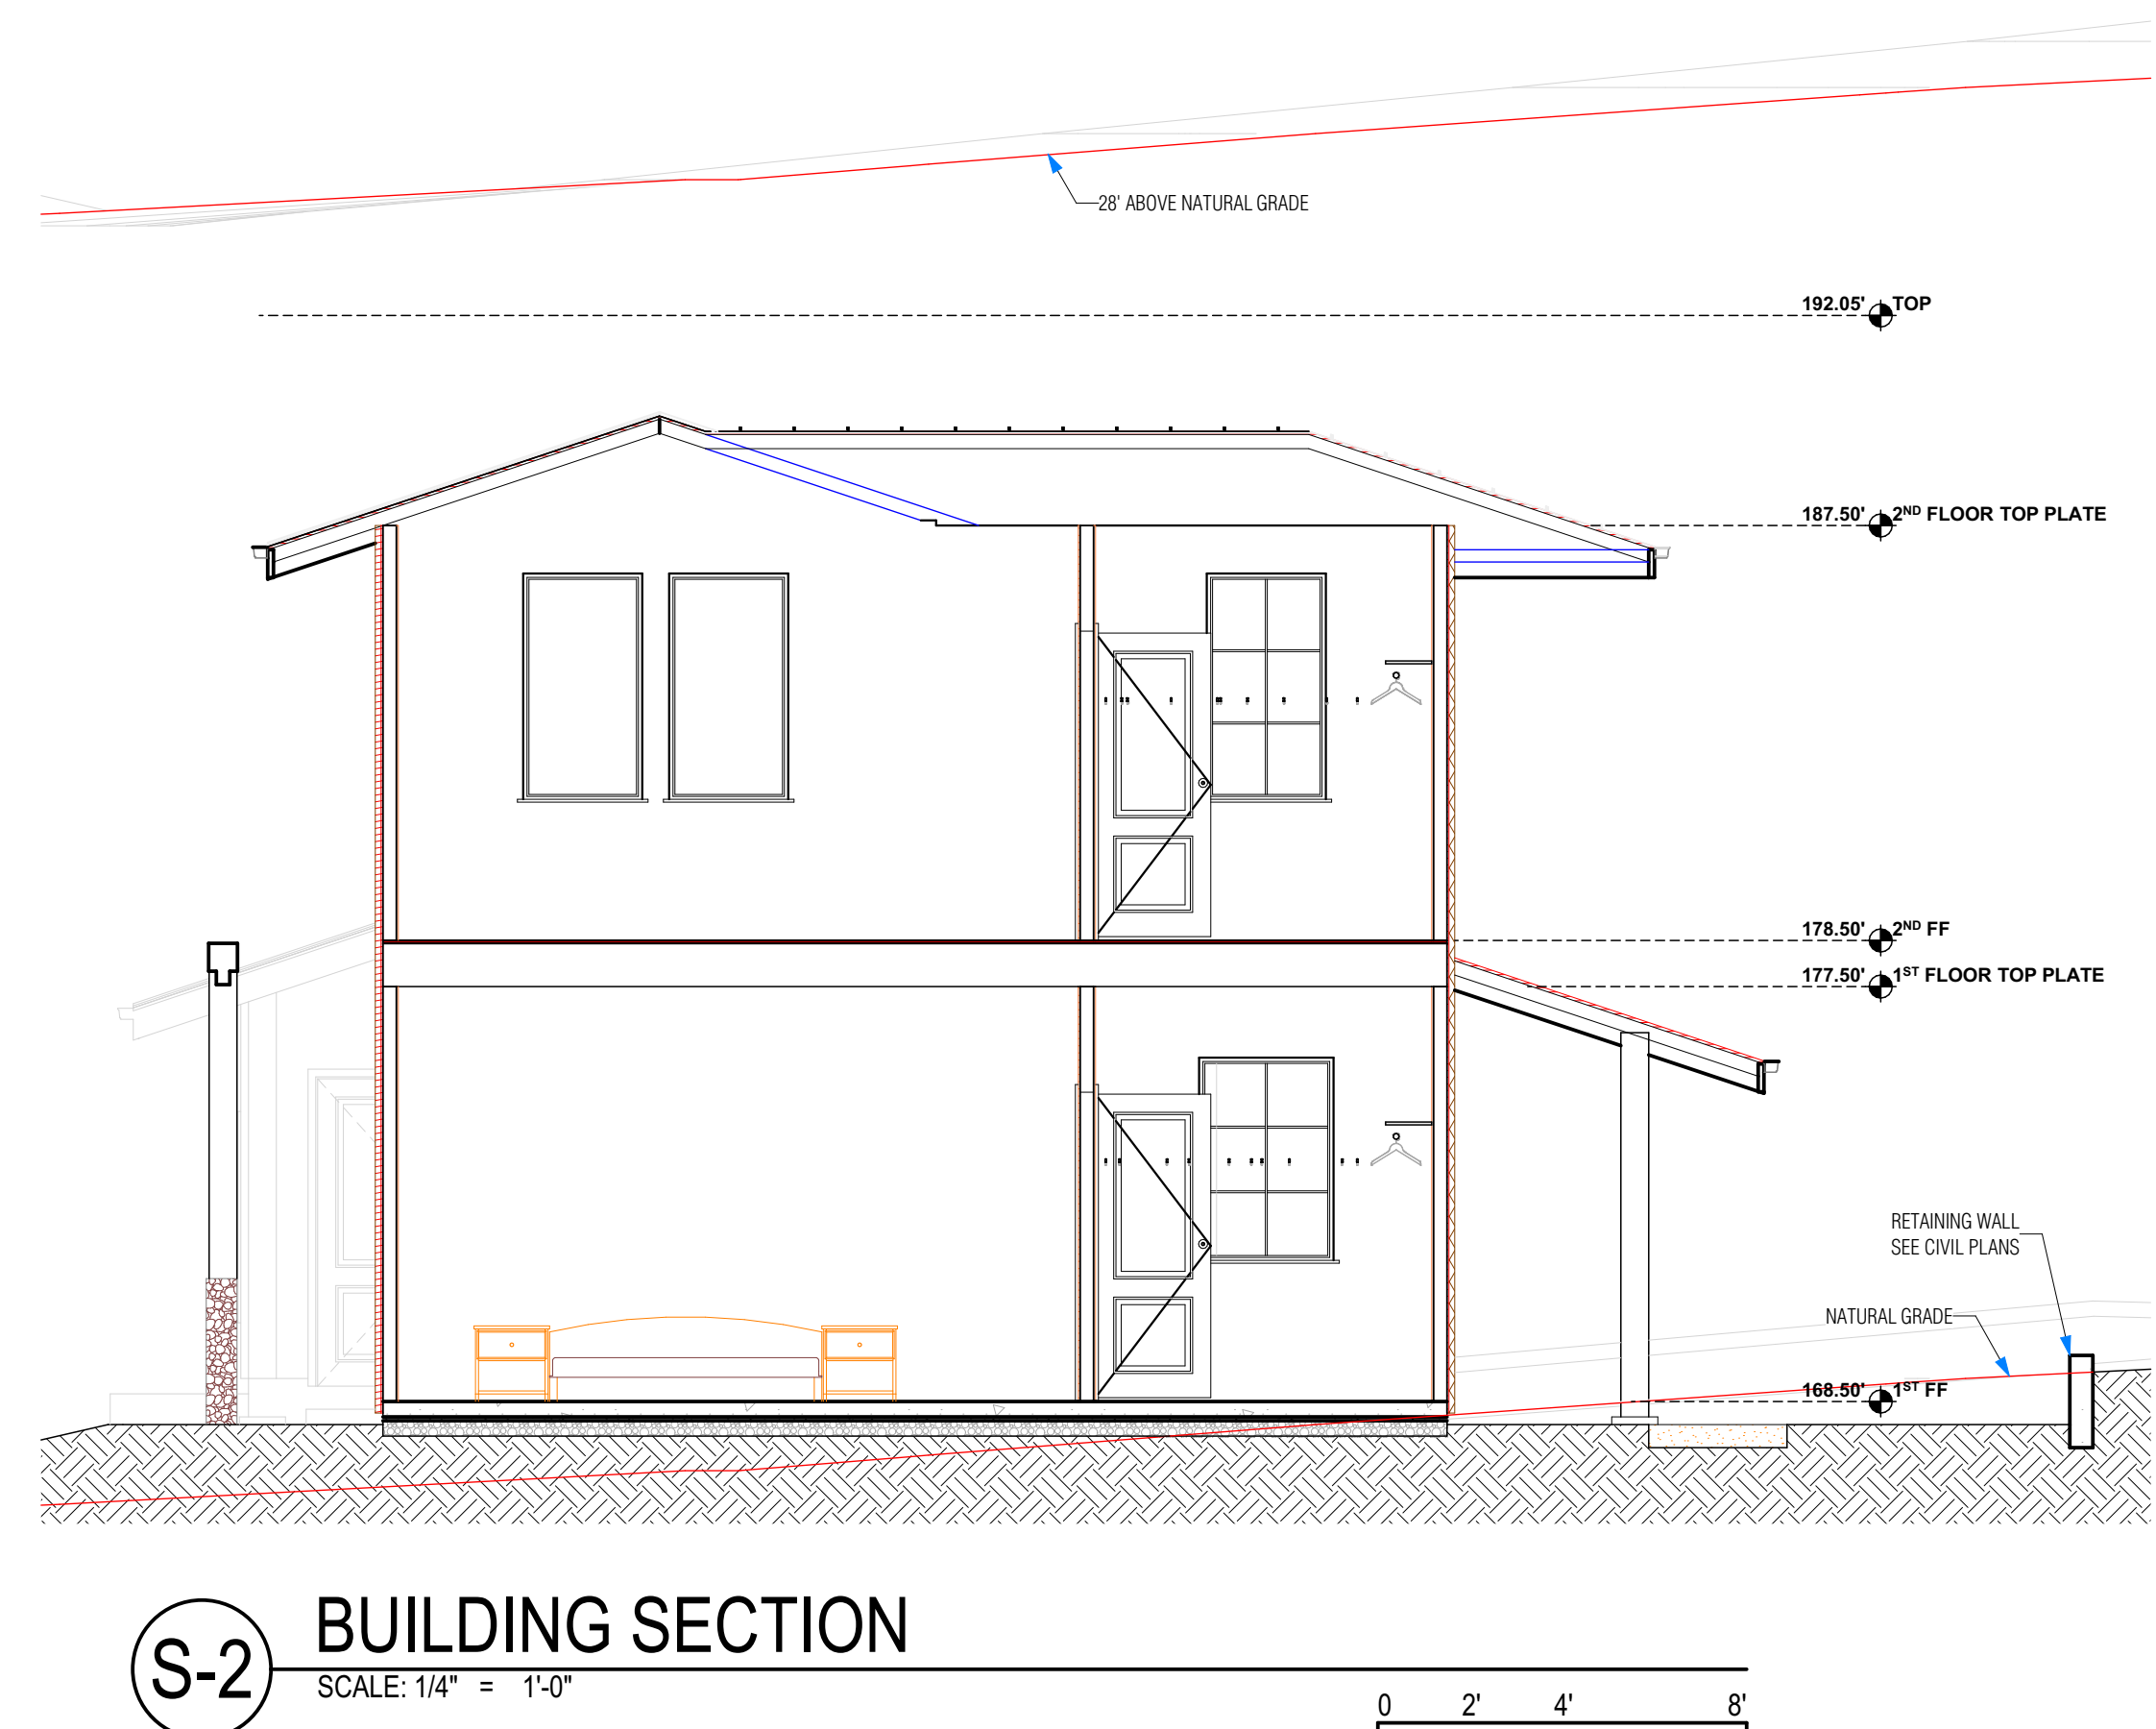 28' ABOVE NATURAL GRADE
192.05' TOP
187.50' 2ND FLOOR TOP PLATE
178.50' 2ND FF
177.50' 1ST FLOOR TOP PLATE
RETAINING WALL
SEE CIVIL PLANS
NATURAL GRADE
168.50' 1ST FF
S-2
BUILDING SECTION
SCALE: 1/4" = 1'-0"
0 2' 4' 8'